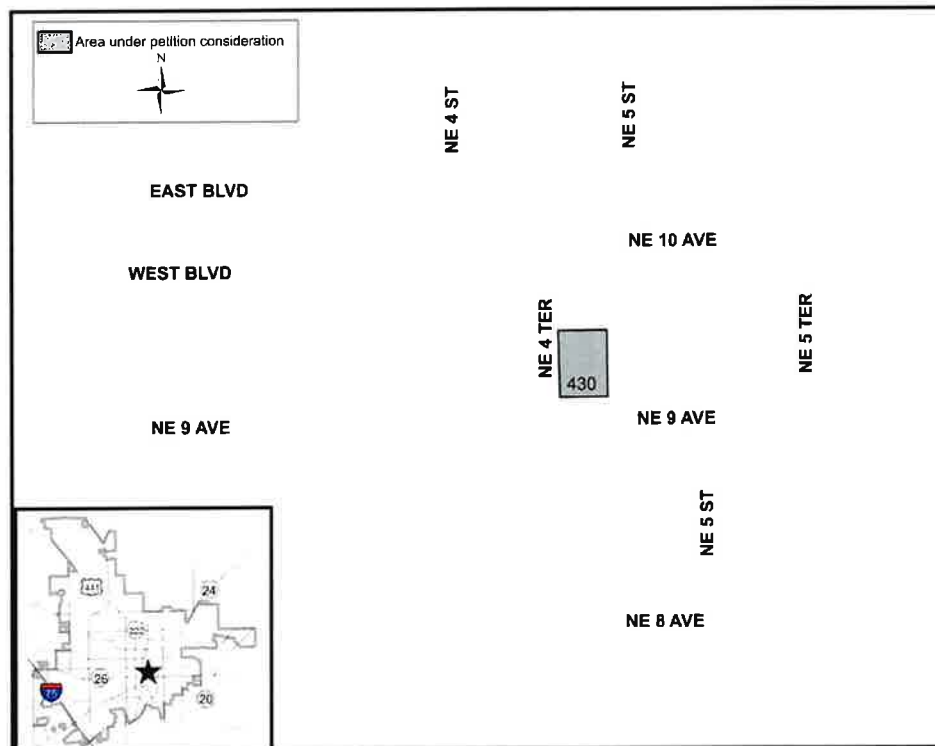 Area under petition consideration
N
NE 4 ST
NE 5 ST
EAST BLVD
NE 10 AVE
WEST BLVD
NE 4 TER
NE 5 TER
430
NE 9 AVE
NE 9 AVE
NE 5 ST
NE 8 AVE
441
24
26
75
20